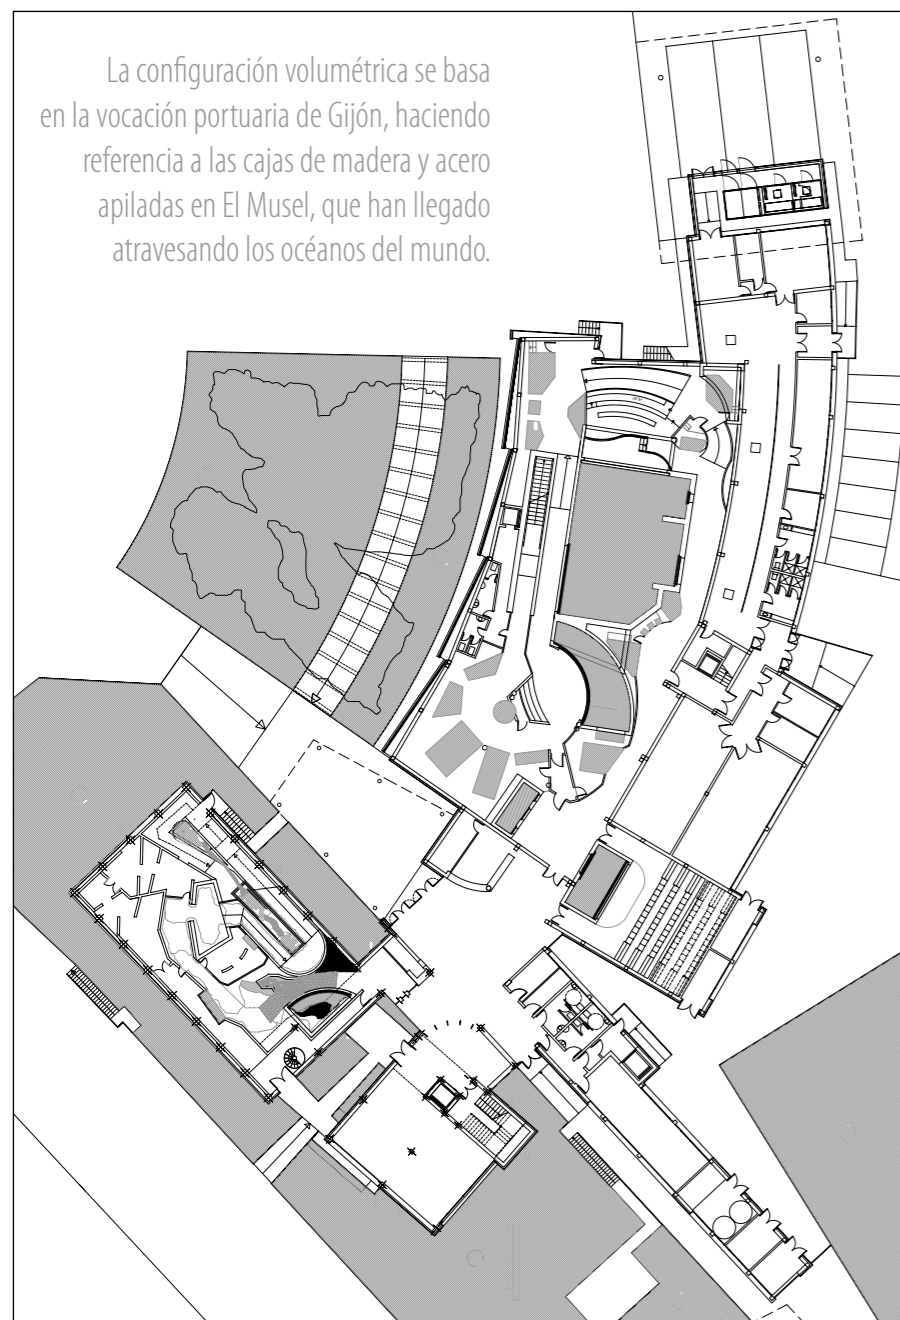 La configuración volumétrica se basa
en la vocación portuaria de Gijón, haciendo
referencia a las cajas de madera y acero
apiladas en El Musel, que han llegado
atravesando los océanos del mundo.